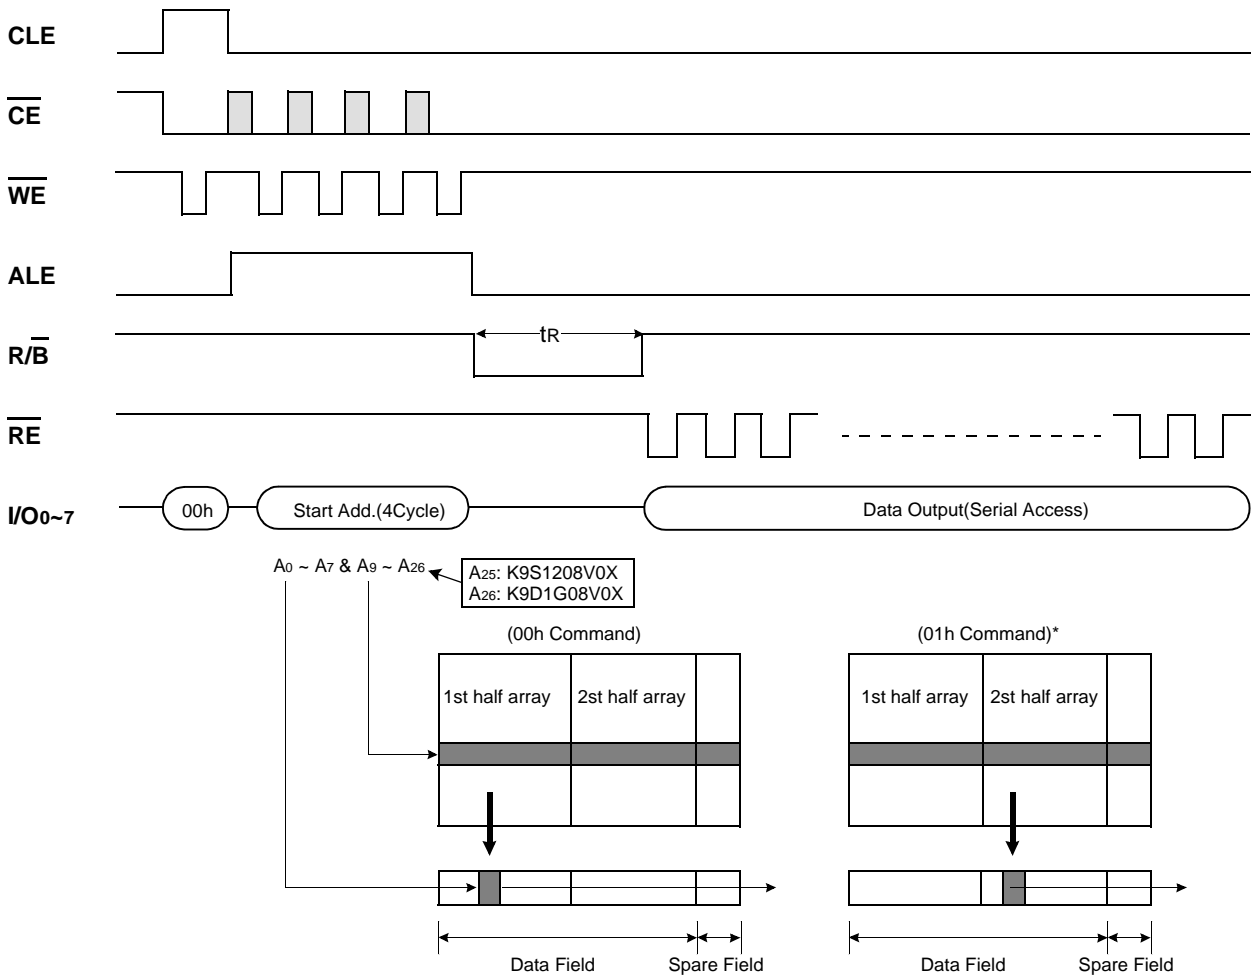 CLE
CE
WE
ALE
R/B
tR
RE
I/O0~7
00h
Start Add.(4Cycle)
Data Output(Serial Access)
A0 ~ A7 & A9 ~ A26
A25: K9S1208V0X
A26: K9D1G08V0X
(00h Command)
(01h Command)*
1st half array
2st half array
1st half array
2st half array
Data Field
Spare Field
Data Field
Spare Field